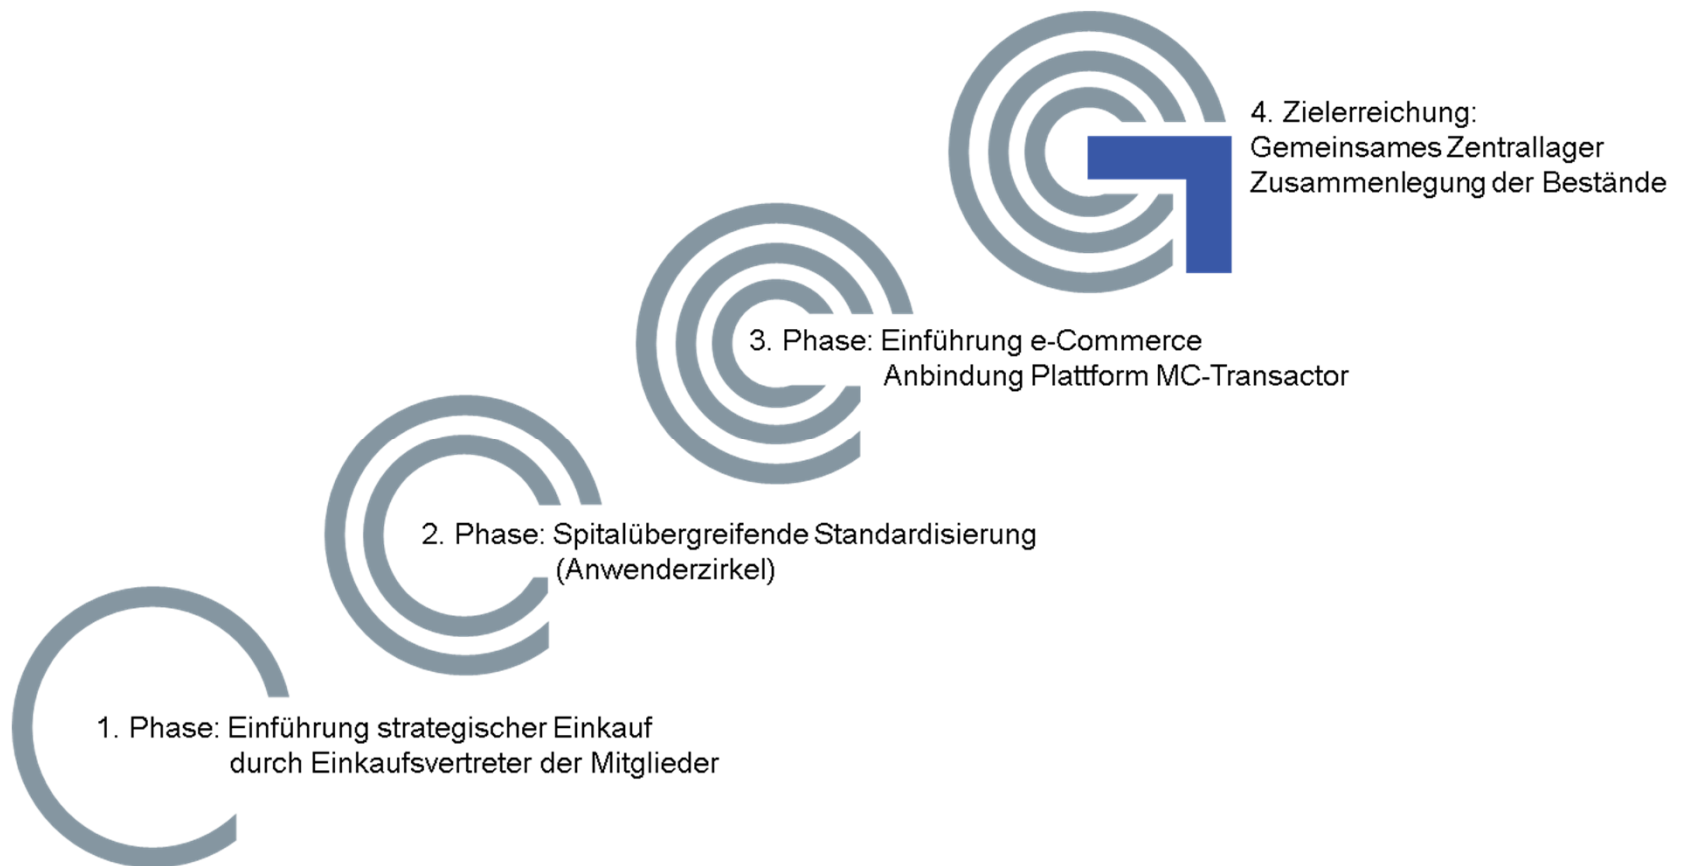 4. Zielerreichung:
Gemeinsames Zentrallager
Zusammenlegung der Bestände
3. Phase: Einführung e-Commerce
Anbindung Plattform MC-Transactor
2. Phase: Spitalübergreifende Standardisierung
(Anwenderzirkel)
1. Phase: Einführung strategischer Einkauf
durch Einkaufsvertreter der Mitglieder